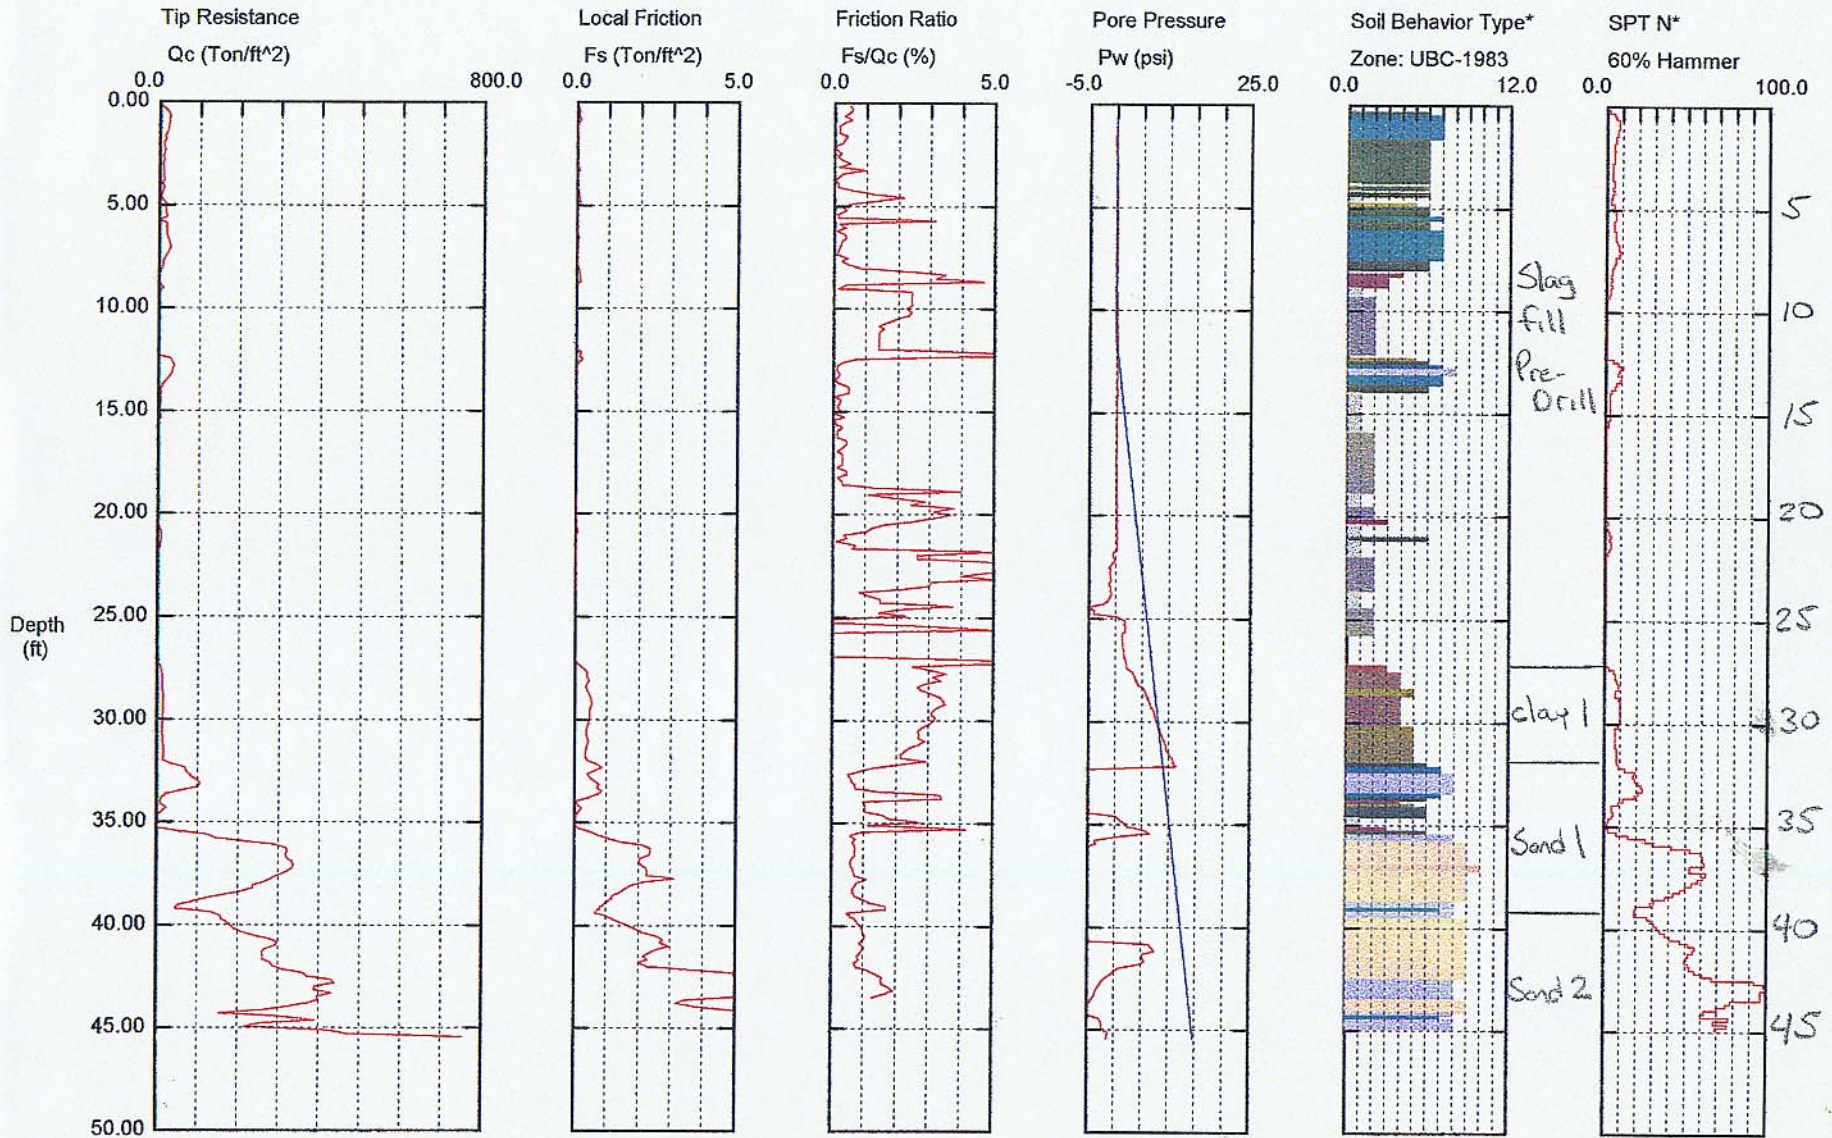 Tip Resistance
Qc (Ton/ft^2)
0.0 800.0
Local Friction
Fs (Ton/ft^2)
0.0 5.0
Friction Ratio
Fs/Qc (%)
0.0 5.0
Pore Pressure
Pw (psi)
-5.0 25.0
Soil Behavior Type*
Zone: UBC-1983
0.0 12.0
SPT N*
60% Hammer
0.0 100.0
0.00
5.00
10.00
15.00
20.00
25.00
30.00
35.00
40.00
45.00
50.00
Depth
(ft)
Slag
fill
Pre-
Drill
clay 1
Sand 1
Sand 2
5
10
15
20
25
30
35
40
45